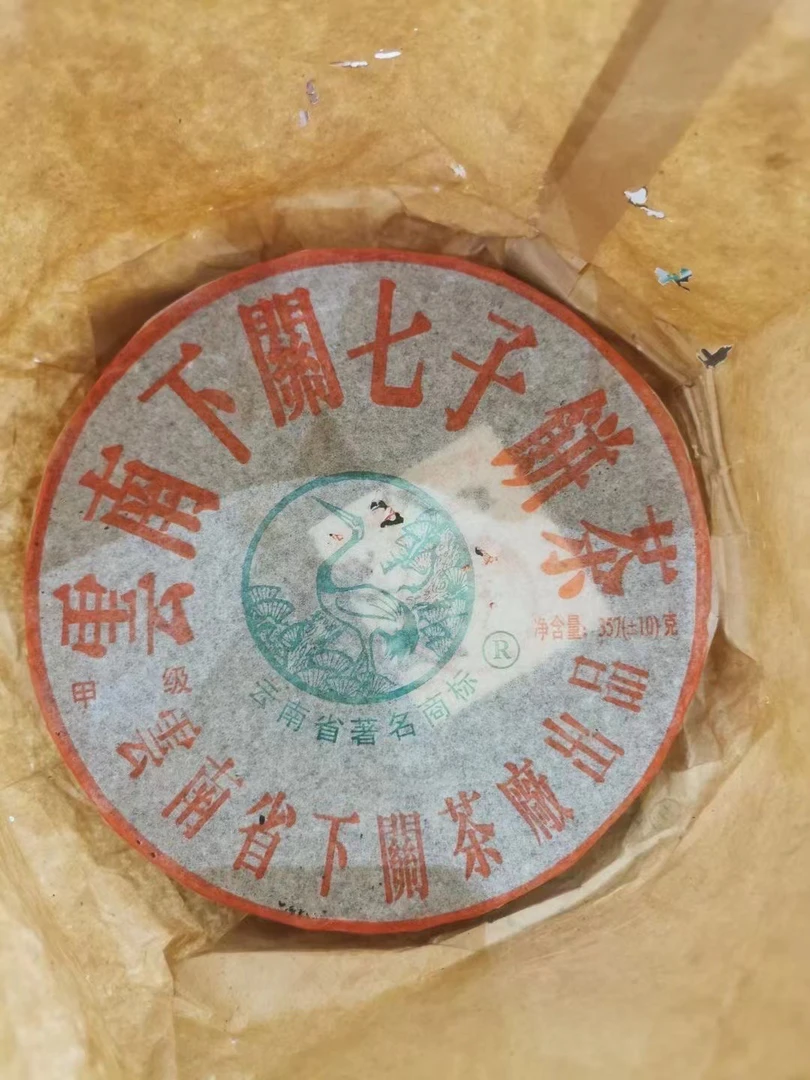 雲南下關七子餅茶
净含量：357(±10)克
®
云南省著名商标
甲級
雲南省下關茶廠出品